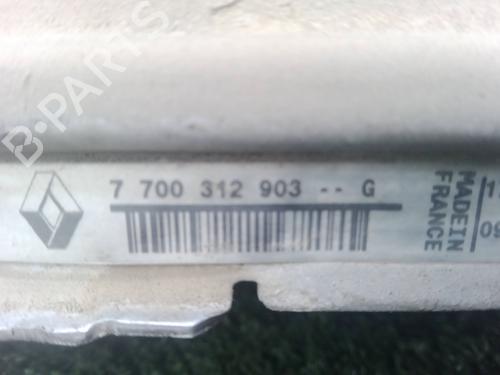 B-PARTS
7 700 312 903 -- G
MADE IN
FRANCE